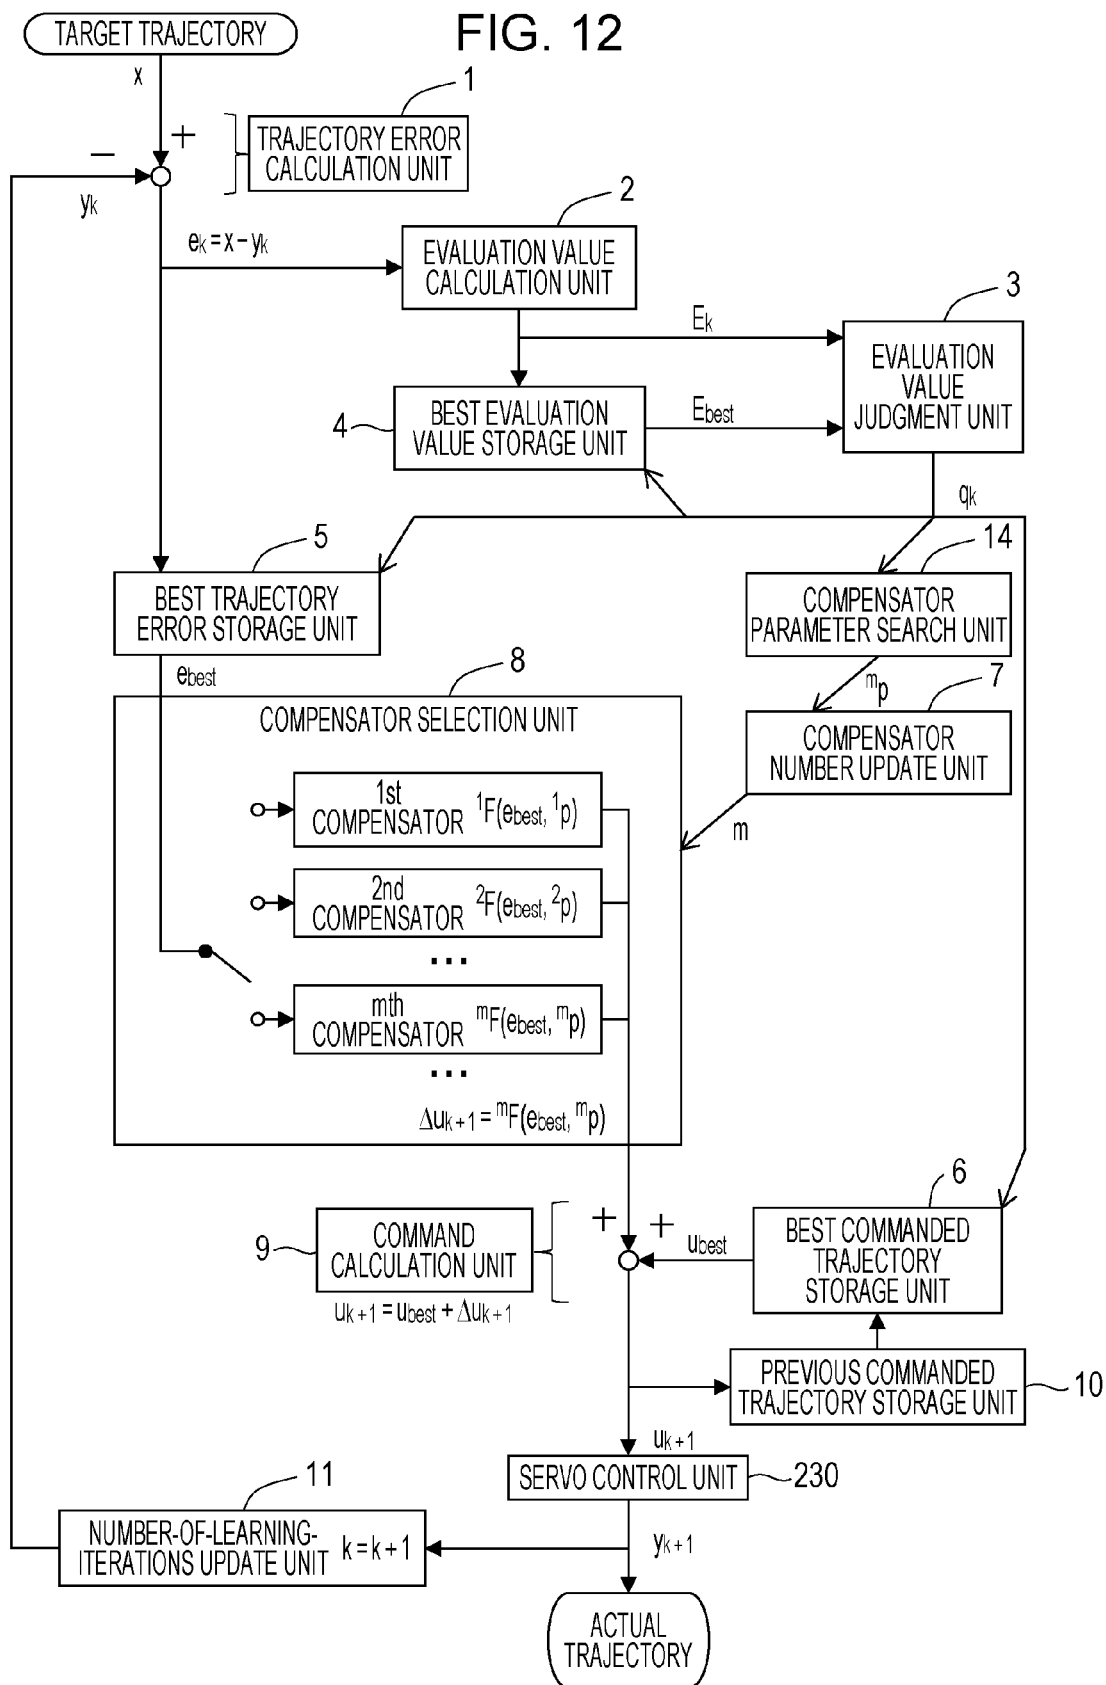 FIG. 12
TARGET TRAJECTORY
x
1
+
TRAJECTORY ERROR
CALCULATION UNIT
−
yk
2
ek = x − yk
EVALUATION VALUE
CALCULATION UNIT
3
Ek
EVALUATION
VALUE
JUDGMENT UNIT
4
BEST EVALUATION
VALUE STORAGE UNIT
Ebest
qk
5
14
BEST TRAJECTORY
ERROR STORAGE UNIT
COMPENSATOR
PARAMETER SEARCH UNIT
ebest
8
mp
7
COMPENSATOR SELECTION UNIT
COMPENSATOR
NUMBER UPDATE UNIT
1st
COMPENSATOR 1F(ebest, 1p)
m
2nd
COMPENSATOR 2F(ebest, 2p)
...
mth
COMPENSATOR mF(ebest, mp)
...
Δuk+1 = mF(ebest, mp)
6
9
COMMAND
CALCULATION UNIT
+ +
ubest
BEST COMMANDED
TRAJECTORY
STORAGE UNIT
uk+1 = ubest + Δuk+1
PREVIOUS COMMANDED
TRAJECTORY STORAGE UNIT
10
uk+1
SERVO CONTROL UNIT
230
11
NUMBER-OF-LEARNING-
ITERATIONS UPDATE UNIT k = k + 1
yk+1
ACTUAL
TRAJECTORY